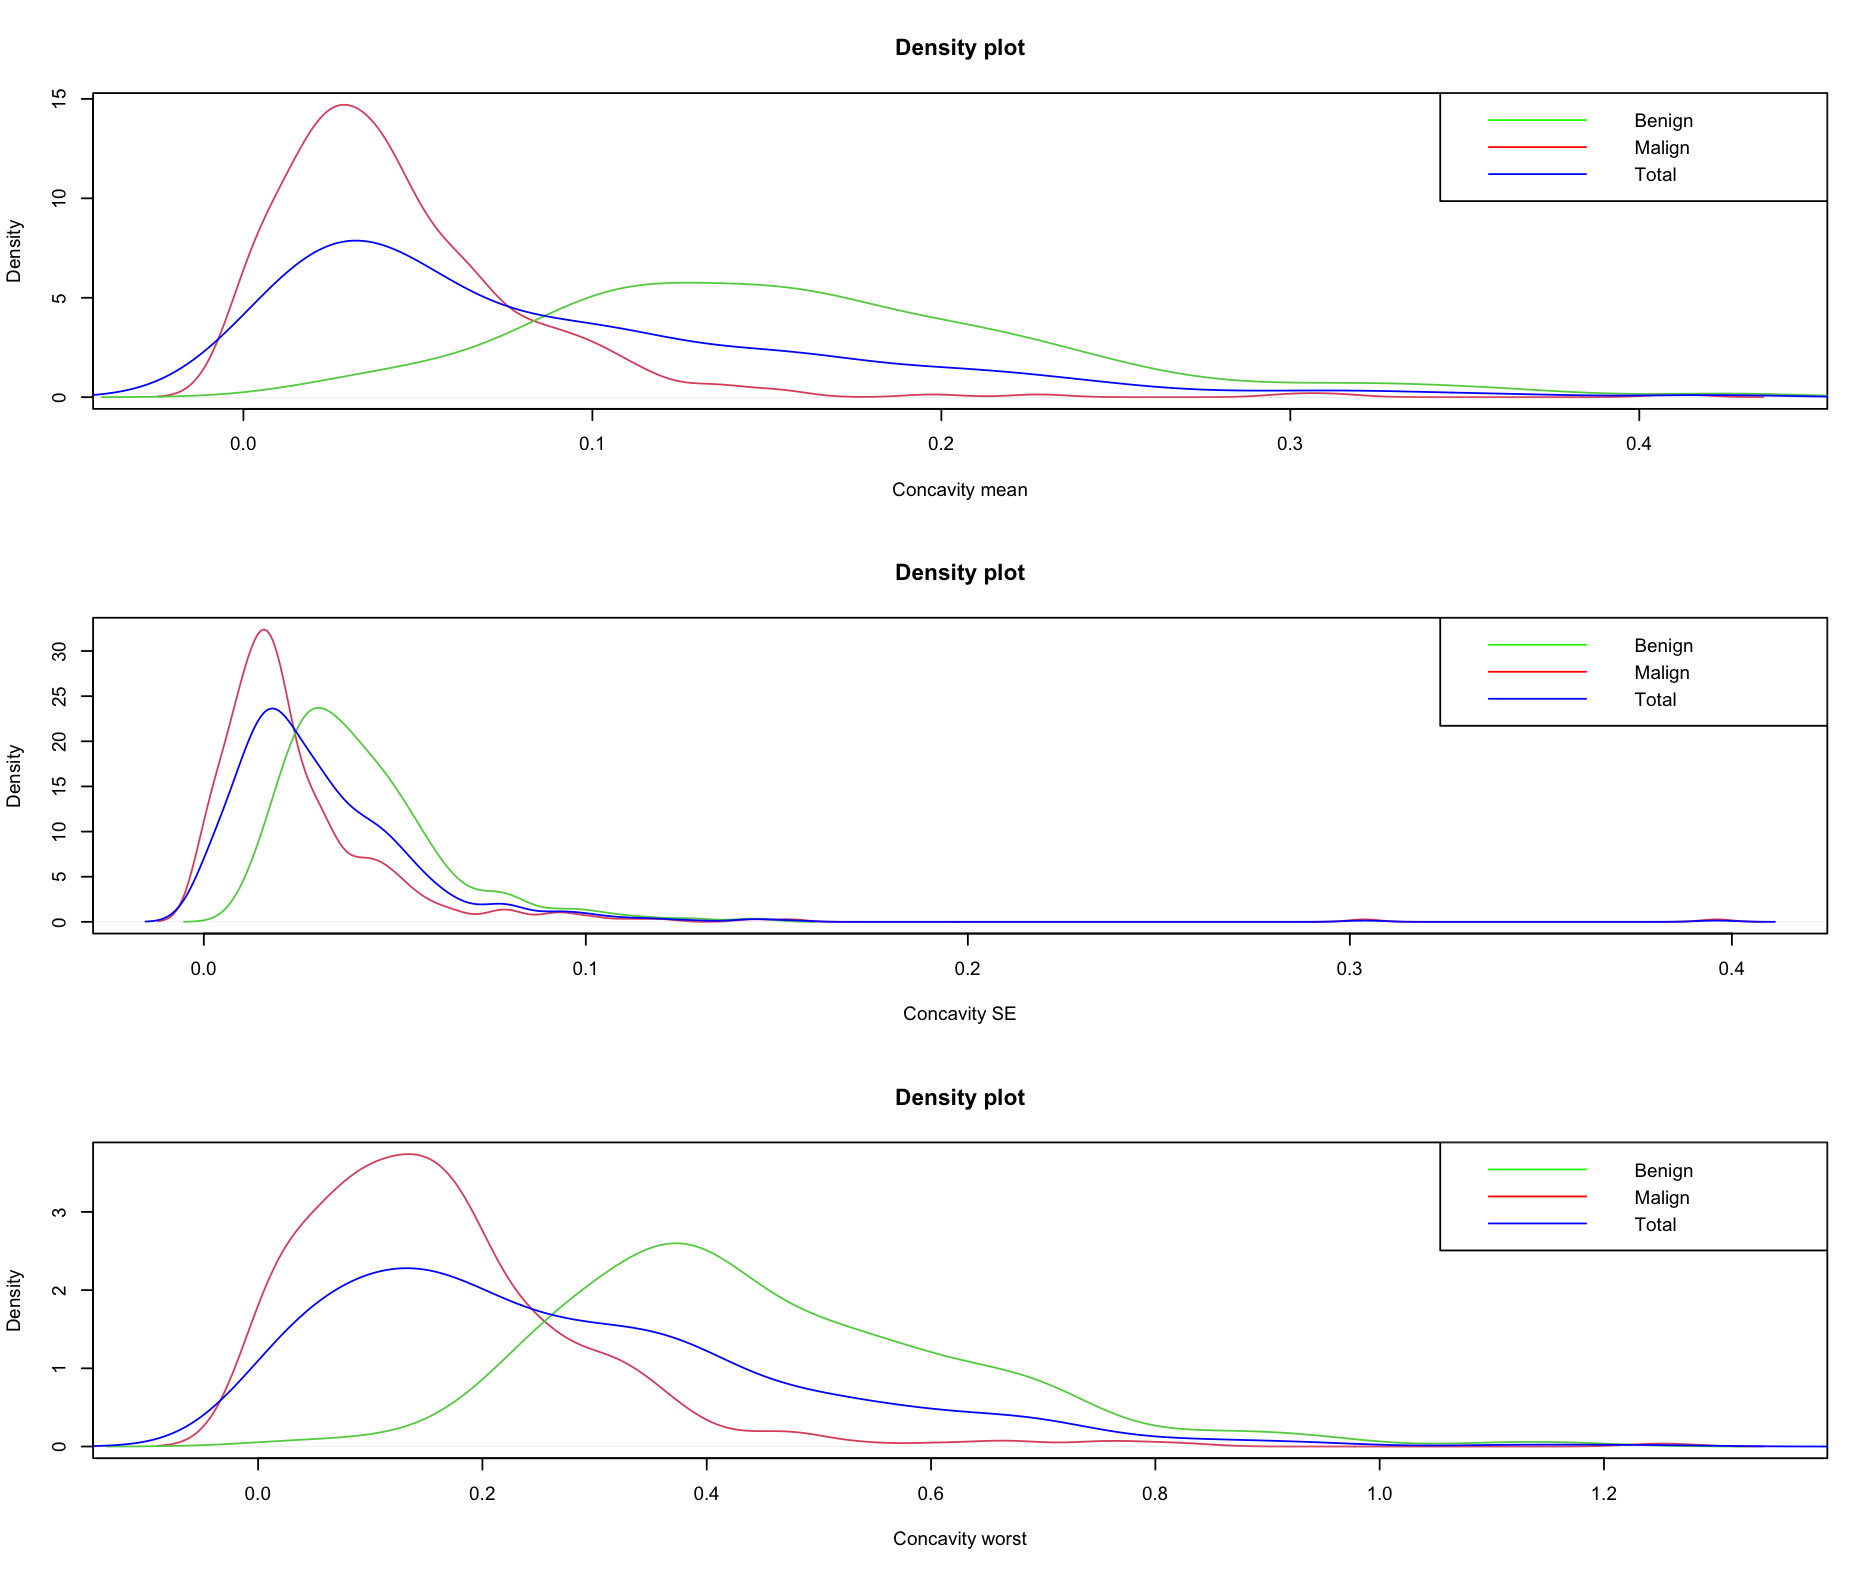 Density plot
15
10
5
0
Density
Benign
Malign
Total
0.0 0.1 0.2 0.3 0.4
Concavity mean
Density plot
30
25
20
15
10
5
0
Density
Benign
Malign
Total
0.0 0.1 0.2 0.3 0.4
Concavity SE
Density plot
3
2
1
0
Density
Benign
Malign
Total
0.0 0.2 0.4 0.6 0.8 1.0 1.2
Concavity worst